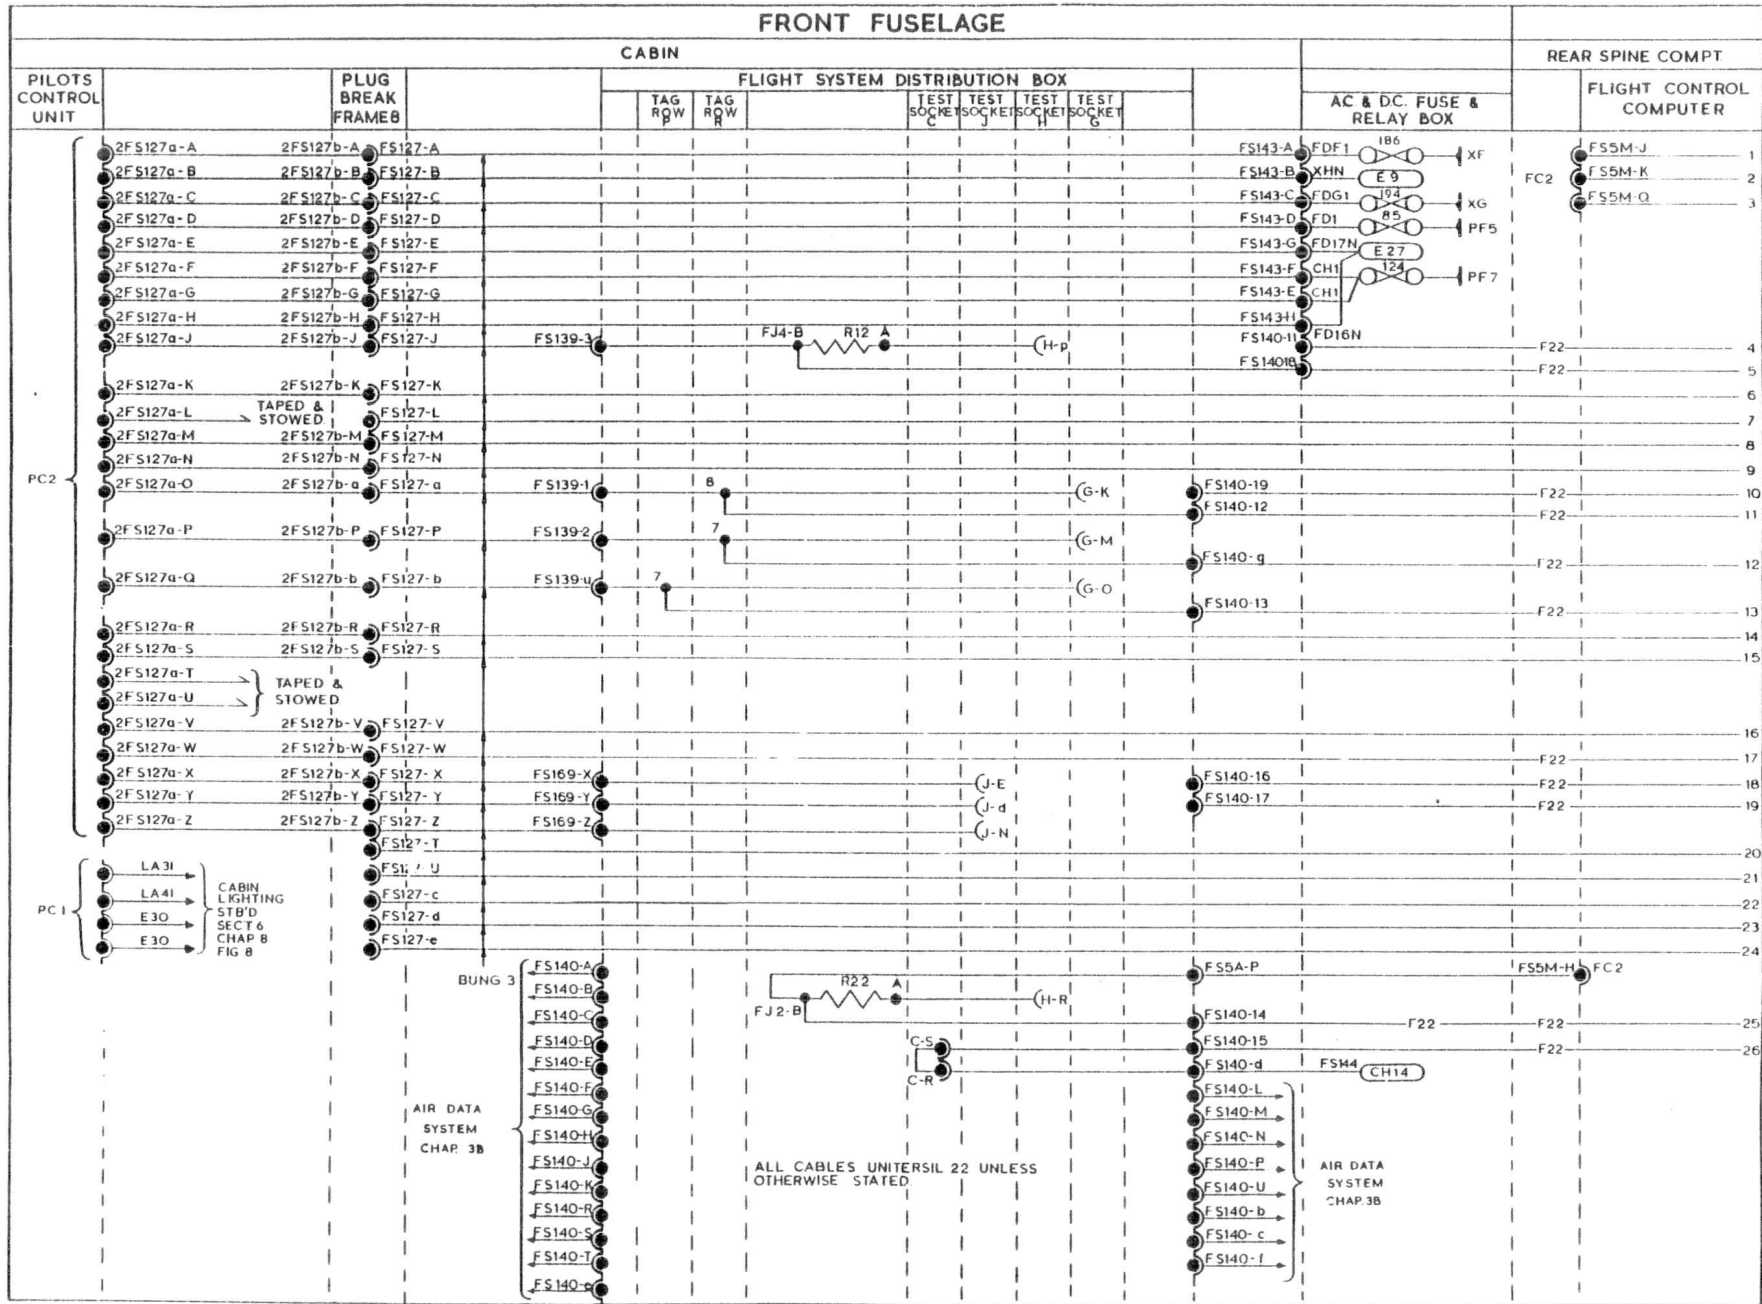 FRONT FUSELAGE
CABIN
REAR SPINE COMPT
PILOTS CONTROL UNIT
PLUG BREAK FRAME 8
FLIGHT SYSTEM DISTRIBUTION BOX
TAG ROW P
TAG ROW R
TEST SOCKET C
TEST SOCKET J
TEST SOCKET H
TEST SOCKET G
AC & D.C. FUSE & RELAY BOX
FLIGHT CONTROL COMPUTER
2FS127a-A 2FS127b-A FS127-A FS143-A FDF1 186 XF FS5M-J 1
2FS127a-B 2FS127b-B FS127-B FS143-B XHN E9 FC2 FS5M-K 2
2FS127a-C 2FS127b-C FS127-C FS143-C FDG1 194 XG FS5M-Q 3
2FS127a-D 2FS127b-D FS127-D FS143-D FD1 85 PF5
2FS127a-E 2FS127b-E FS127-E FS143-G FD17N E27
2FS127a-F 2FS127b-F FS127-F FS143-F CH1 124 PF7
2FS127a-G 2FS127b-G FS127-G FS143-E CH1
2FS127a-H 2FS127b-H FS127-H FS143-H FD16N
2FS127a-J 2FS127b-J FS127-J FS139-3 FJ4-B R12 A H-p FS140-11 F22 4
FS14018 F22 5
2FS127a-K 2FS127b-K FS127-K 6
2FS127a-L TAPED & STOWED FS127-L 7
2FS127a-M 2FS127b-M FS127-M 8
2FS127a-N 2FS127b-N FS127-N 9
PC2
2FS127a-O 2FS127b-a FS127-a FS139-1 8 G-K FS140-19 F22 10
FS140-12 F22 11
2FS127a-P 2FS127b-P FS127-P FS139-2 7 G-M
FS140-g F22 12
2FS127a-Q 2FS127b-b FS127-b FS139-u 7 G-O
FS140-13 F22 13
2FS127a-R 2FS127b-R FS127-R 14
2FS127a-S 2FS127b-S FS127-S 15
2FS127a-T
TAPED & STOWED
2FS127a-U
2FS127a-V 2FS127b-V FS127-V 16
2FS127a-W 2FS127b-W FS127-W F22 17
2FS127a-X 2FS127b-X FS127-X FS169-X J-E FS140-16 F22 18
2FS127a-Y 2FS127b-Y FS127-Y FS169-Y J-d FS140-17 F22 19
2FS127a-Z 2FS127b-Z FS127-Z FS169-Z J-N
FS127-T 20
LA31 21
LA41 FS127-c 22
PC1
E30 FS127-d 23
E30 FS127-e 24
CABIN LIGHTING STB'D SECT 6 CHAP 8 FIG 8
BUNG 3
FS140-A FS5A-P FS5M-H FC2
FS140-B R22 A H-R
FJ2-B
FS140-C FS140-14 F22 F22 25
FS140-D C-S FS140-15 F22 26
FS140-E C-R FS140-d FS144 CH14
FS140-F FS140-L
FS140-G FS140-M
FS140-H FS140-N
FS140-J FS140-P
FS140-K FS140-U
FS140-R FS140-b
FS140-S FS140-c
FS140-T FS140-f
FS140-e
AIR DATA SYSTEM CHAP. 3B
ALL CABLES UNITERSIL 22 UNLESS
OTHERWISE STATED
AIR DATA SYSTEM CHAP. 3B